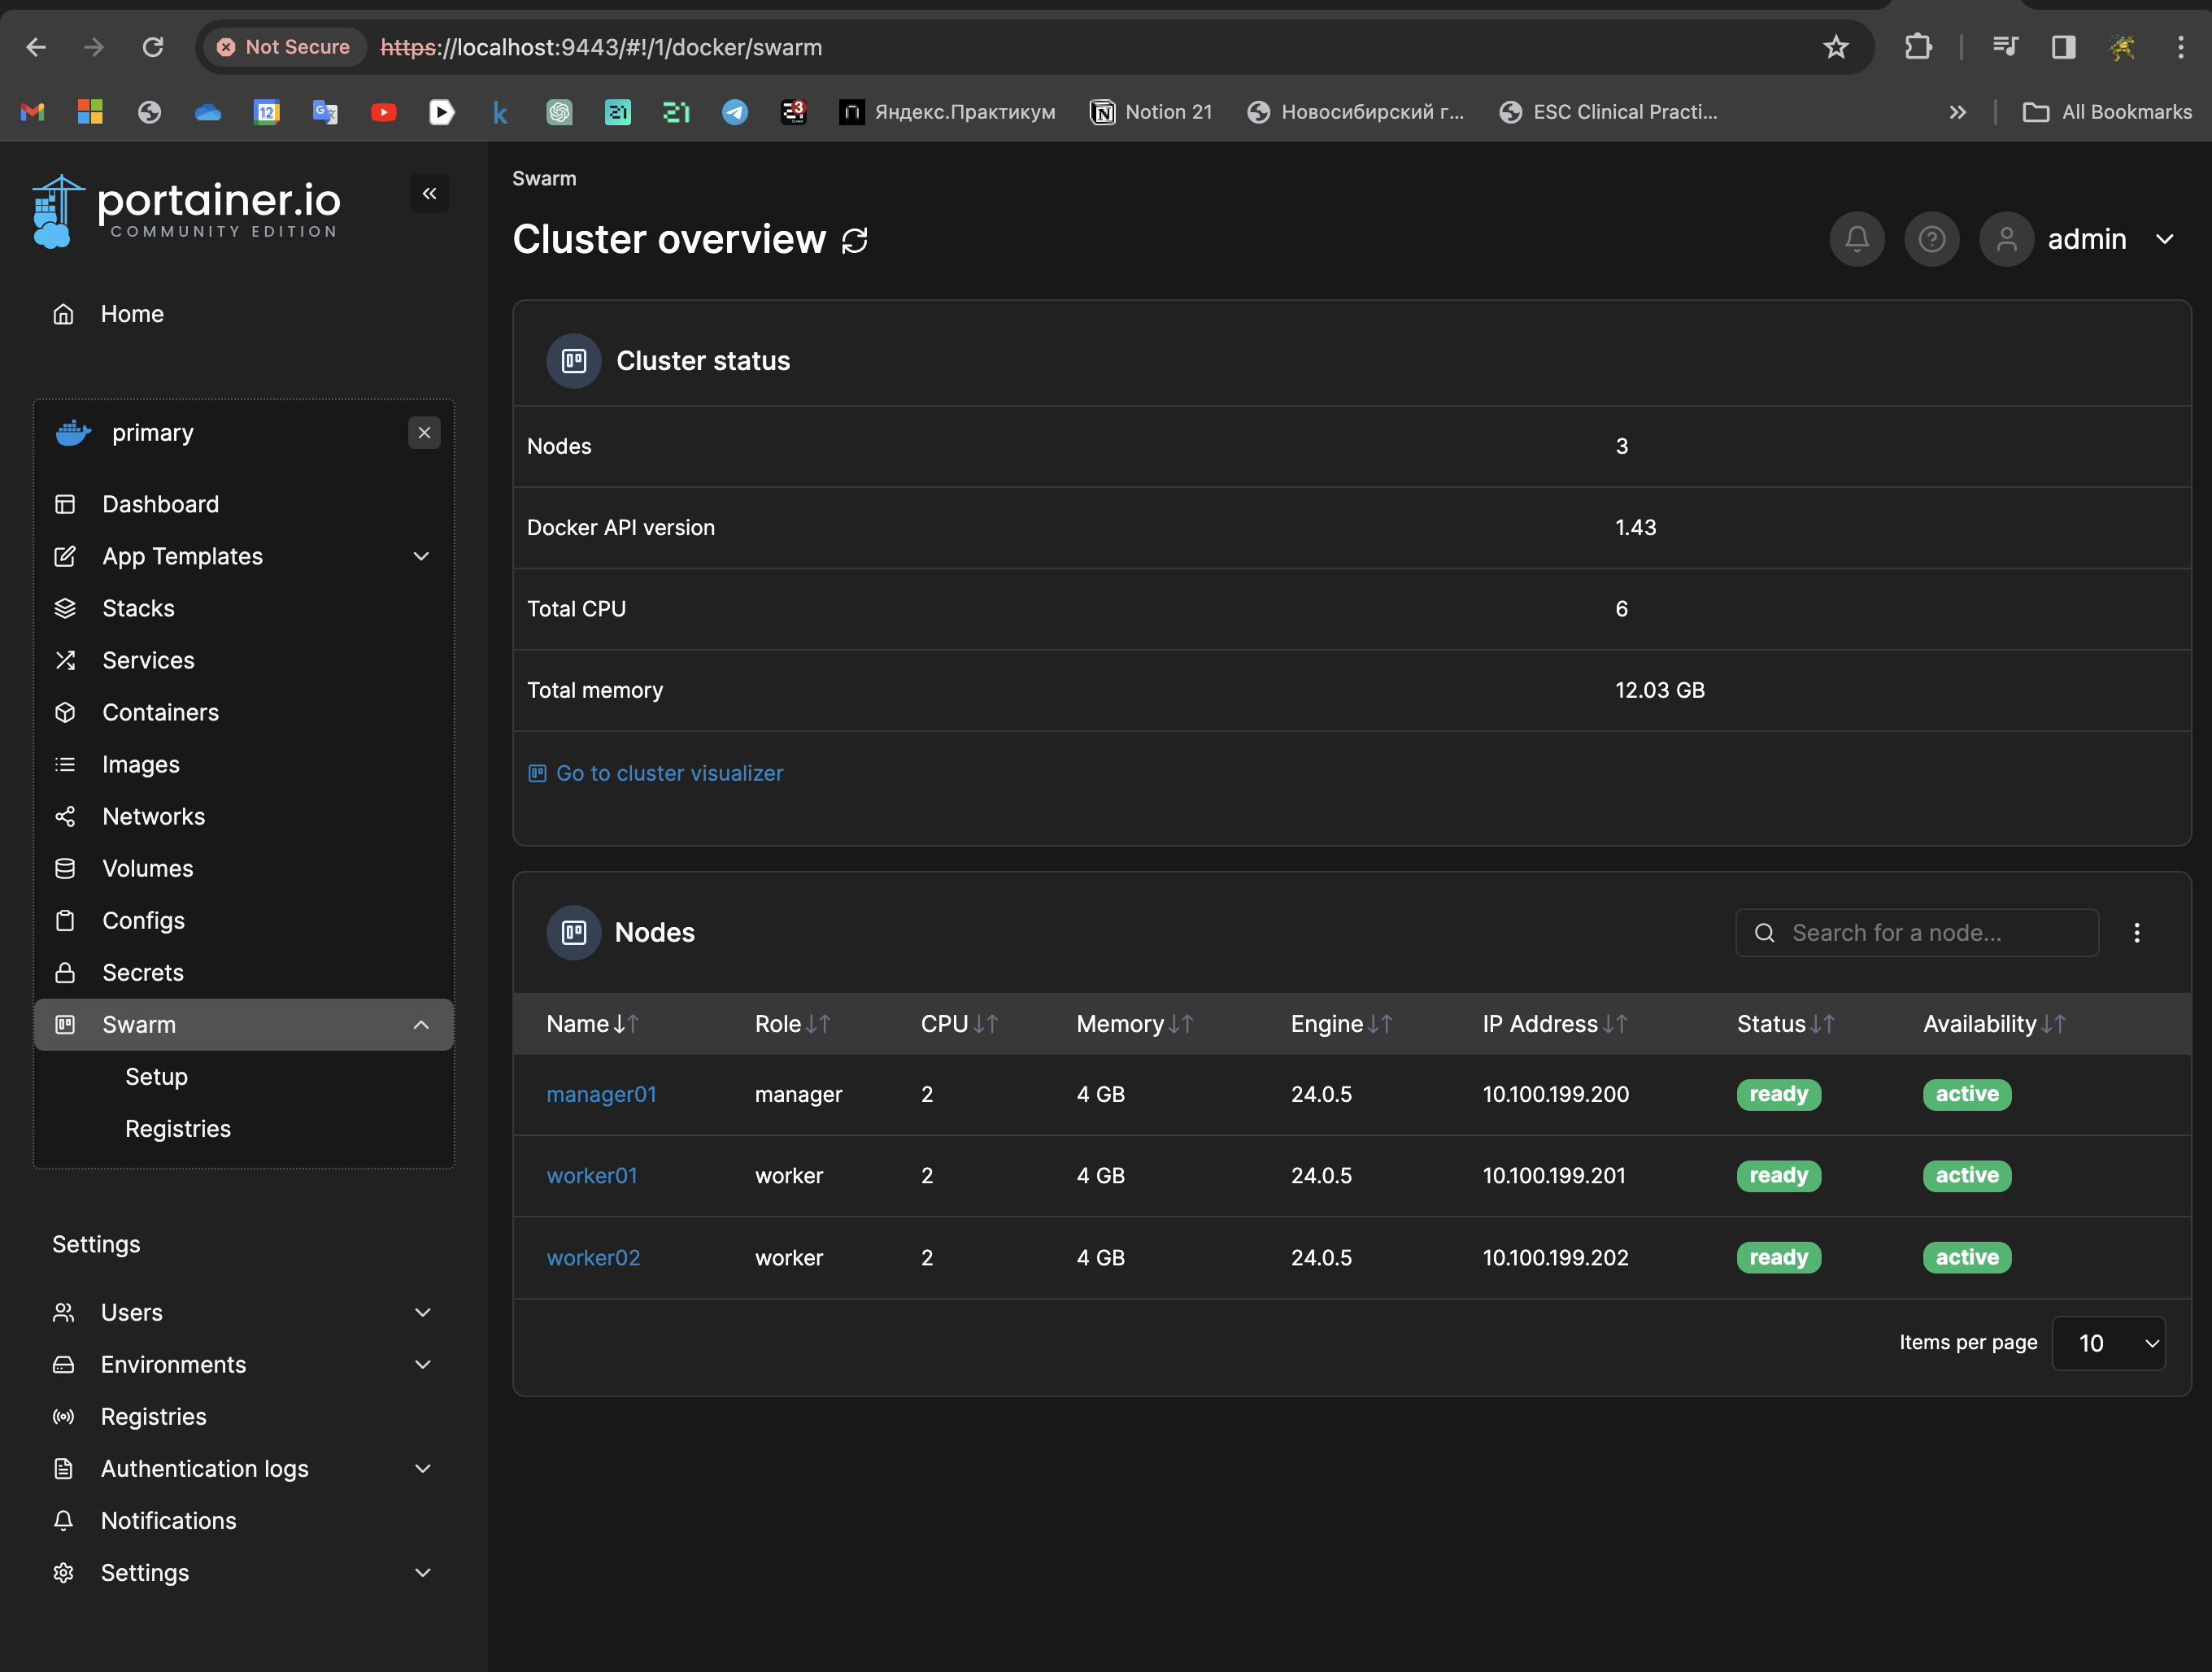 Not Secure https://localhost:9443/#!/1/docker/swarm
12 Яндекс.Практикум Notion 21 Новосибирский г... ESC Clinical Practi... All Bookmarks
portainer.io
COMMUNITY EDITION
Home
primary
Dashboard
App Templates
Stacks
Services
Containers
Images
Networks
Volumes
Configs
Secrets
Swarm
Setup
Registries
Settings
Users
Environments
Registries
Authentication logs
Notifications
Settings
Swarm
Cluster overview
admin
Cluster status
Nodes 3
Docker API version 1.43
Total CPU 6
Total memory 12.03 GB
Go to cluster visualizer
Nodes
Search for a node...
Name Role CPU Memory Engine IP Address Status Availability
manager01 manager 2 4 GB 24.0.5 10.100.199.200 ready active
worker01 worker 2 4 GB 24.0.5 10.100.199.201 ready active
worker02 worker 2 4 GB 24.0.5 10.100.199.202 ready active
Items per page 10